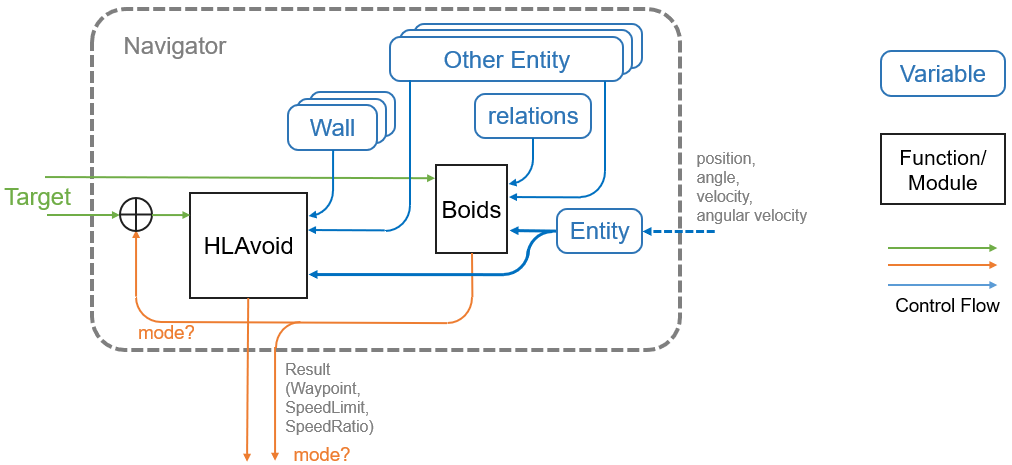 Navigator
Other Entity
Variable
relations
Wall
Function/
Module
position,
angle,
velocity,
angular velocity
Target
Boids
Entity
HLAvoid
Control Flow
mode?
Result
(Waypoint,
SpeedLimit,
SpeedRatio)
mode?